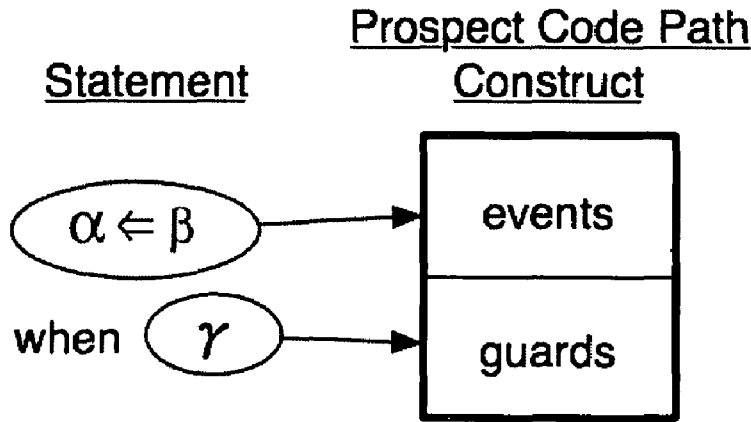 Prospect Code Path
Statement Construct
α ⇐ β events
when γ guards